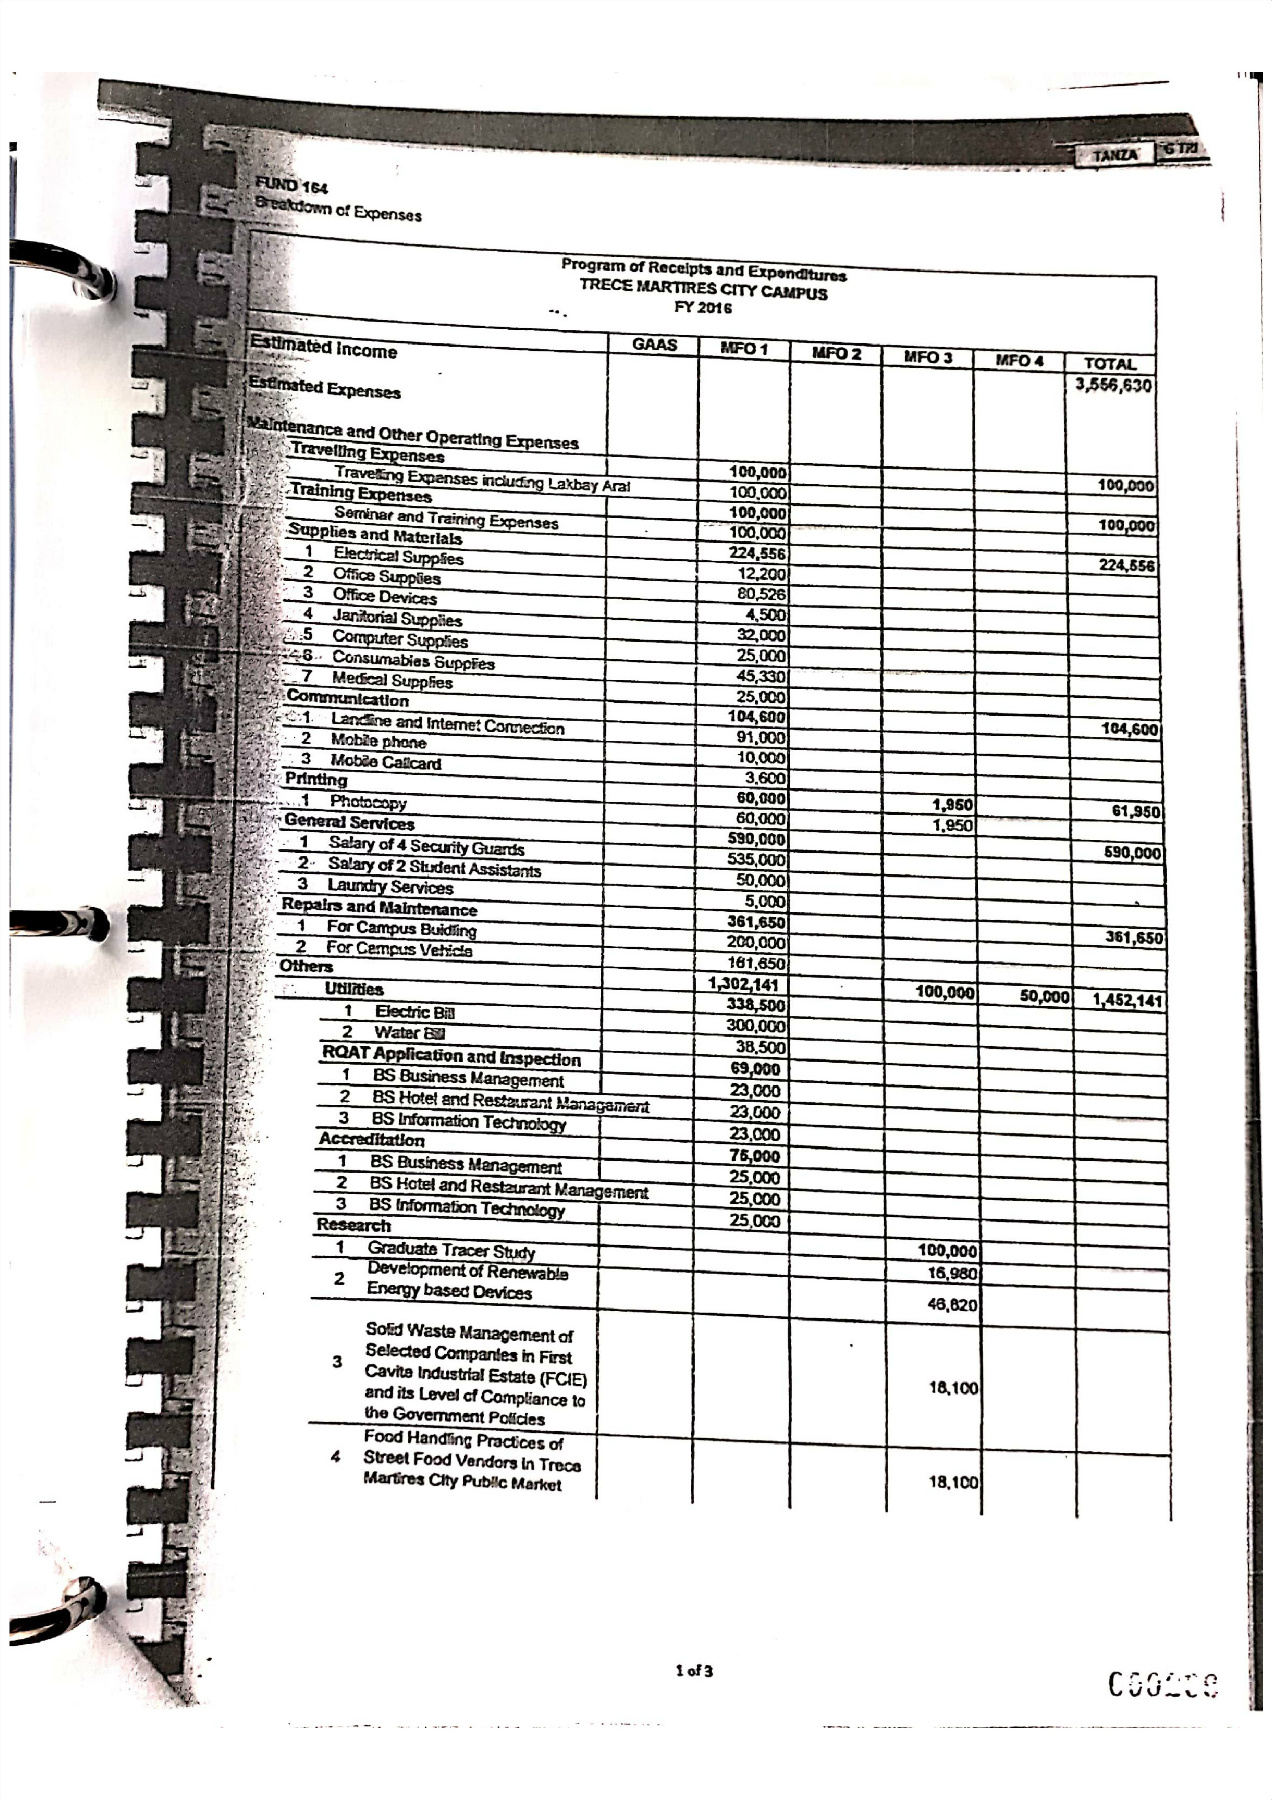 TANZA
FUND 164
Breakdown of Expenses
Program of Receipts and Expenditures
TRECE MARTIRES CITY CAMPUS
FY 2016
Estimated Income GAAS MFO 1 MFO 2 MFO 3 MFO 4 TOTAL
3,556,630
Estimated Expenses
Maintenance and Other Operating Expenses
Travelling Expenses 100,000 100,000
Travelling Expenses including Lakbay Aral 100,000
Training Expenses 100,000 100,000
Seminar and Training Expenses 100,000
Supplies and Materials 224,556 224,556
1 Electrical Supplies 12,200
2 Office Supplies 80,526
3 Office Devices 4,500
4 Janitorial Supplies 32,000
5 Computer Supplies 25,000
6 Consumables Supplies 45,330
7 Medical Supplies 25,000
Communication 104,600 104,600
1 Landline and Internet Connection 91,000
2 Mobile phone 10,000
3 Mobile Callcard 3,600
Printing 60,000 1,950 61,950
1 Photocopy 60,000 1,950
General Services 590,000 590,000
1 Salary of 4 Security Guards 535,000
2 Salary of 2 Student Assistants 50,000
3 Laundry Services 5,000
Repairs and Maintenance 361,650 361,650
1 For Campus Buidling 200,000
2 For Campus Vehicle 161,650
Others 1,302,141 100,000 50,000 1,452,141
Utilities 338,500
1 Electric Bill 300,000
2 Water Bill 38,500
RQAT Application and Inspection 69,000
1 BS Business Management 23,000
2 BS Hotel and Restaurant Management 23,000
3 BS Information Technology 23,000
Accreditation 75,000
1 BS Business Management 25,000
2 BS Hotel and Restaurant Management 25,000
3 BS Information Technology 25,000
Research 100,000
1 Graduate Tracer Study 16,980
2 Development of Renewable
Energy based Devices 46,820
Solid Waste Management of
Selected Companies in First
3 Cavite Industrial Estate (FCIE) 18,100
and its Level of Compliance to
the Government Policies
Food Handling Practices of
4 Street Food Vendors in Trece
Martires City Public Market 18,100
1 of 3